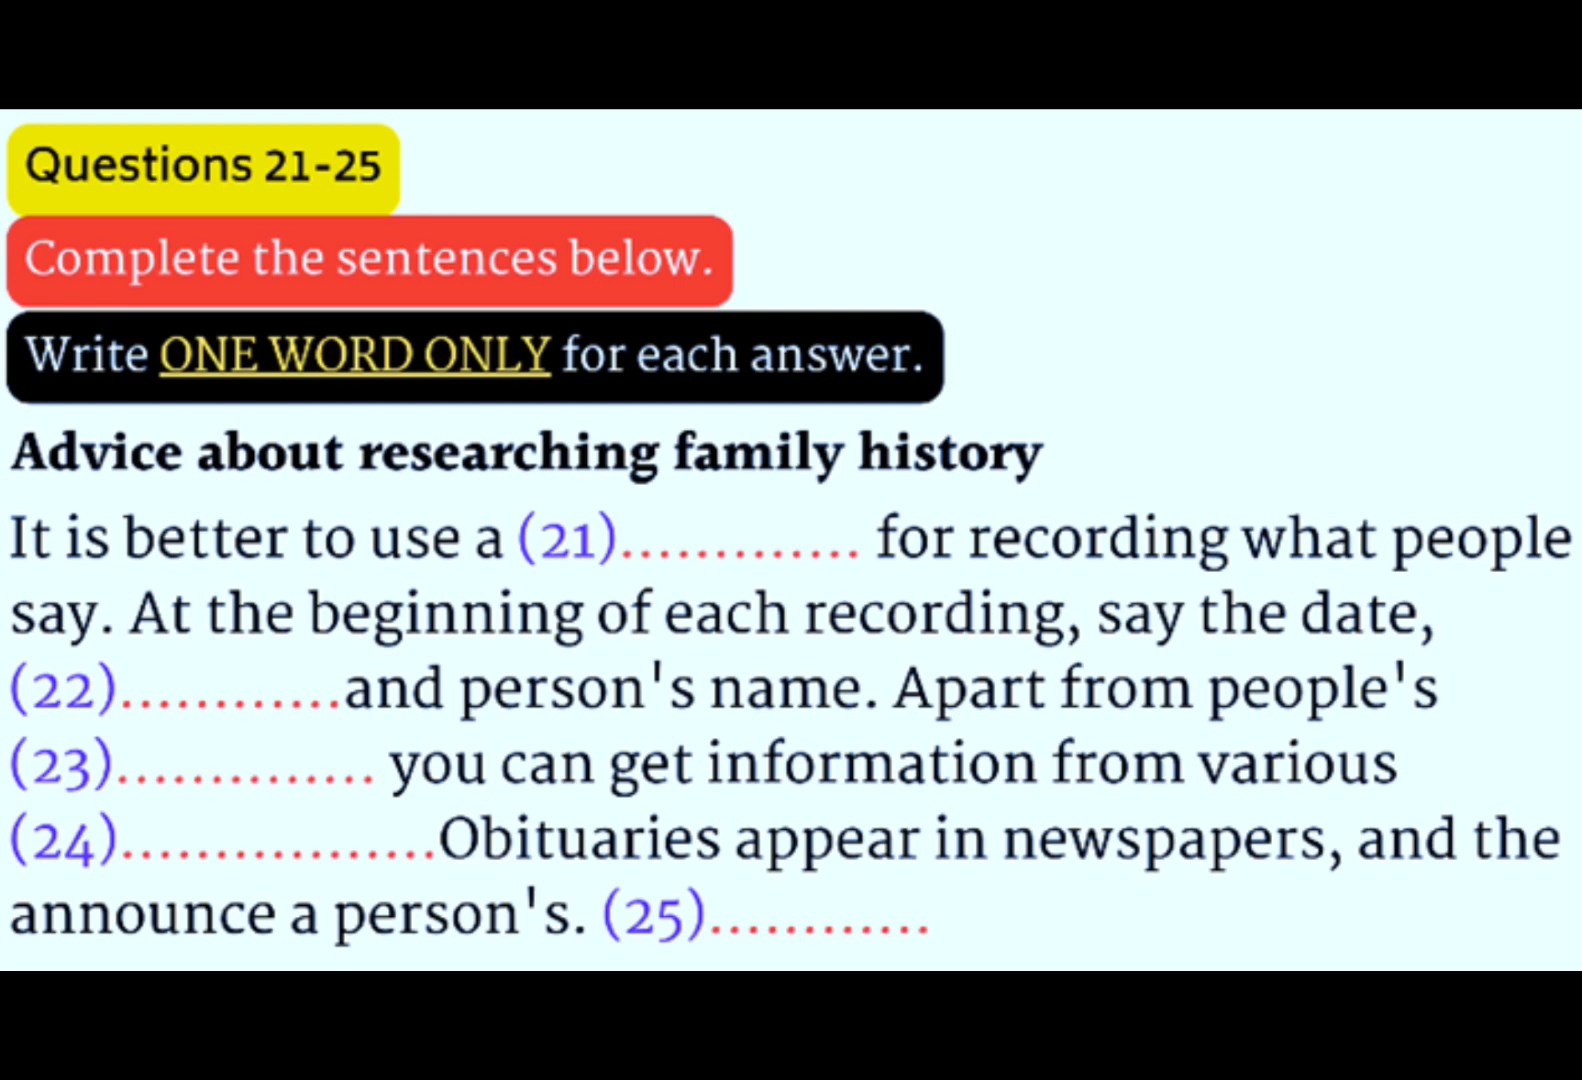 Questions 21-25
Complete the sentences below.
Write ONE WORD ONLY for each answer.
Advice about researching family history
It is better to use a (21)............. for recording what people
say. At the beginning of each recording, say the date,
(22)............and person's name. Apart from people's
(23).............. you can get information from various
(24).................Obituaries appear in newspapers, and the
announce a person's. (25)............